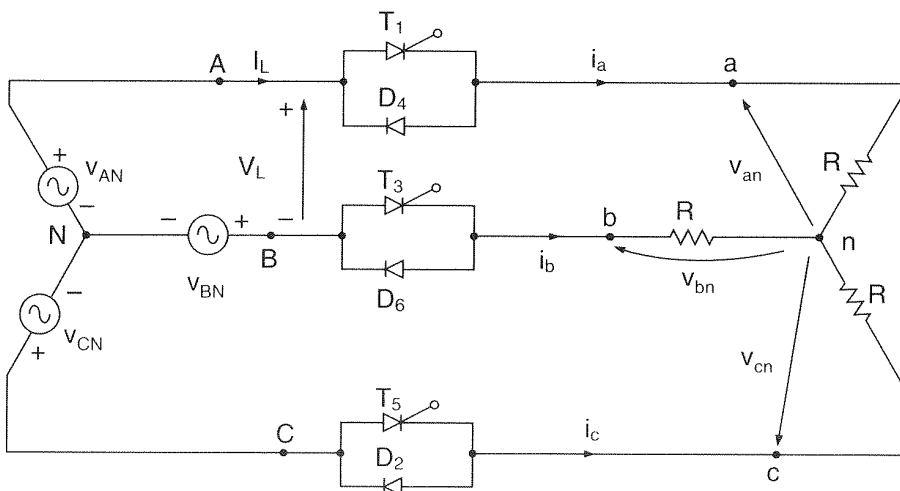 T1
A
IL
ia
a
+
D4
+
vAN
−
VL
van
R
T3
N
−
+
−
b
R
n
B
ib
vBN
D6
vbn
−
R
vCN
+
vcn
T5
C
ic
D2
c